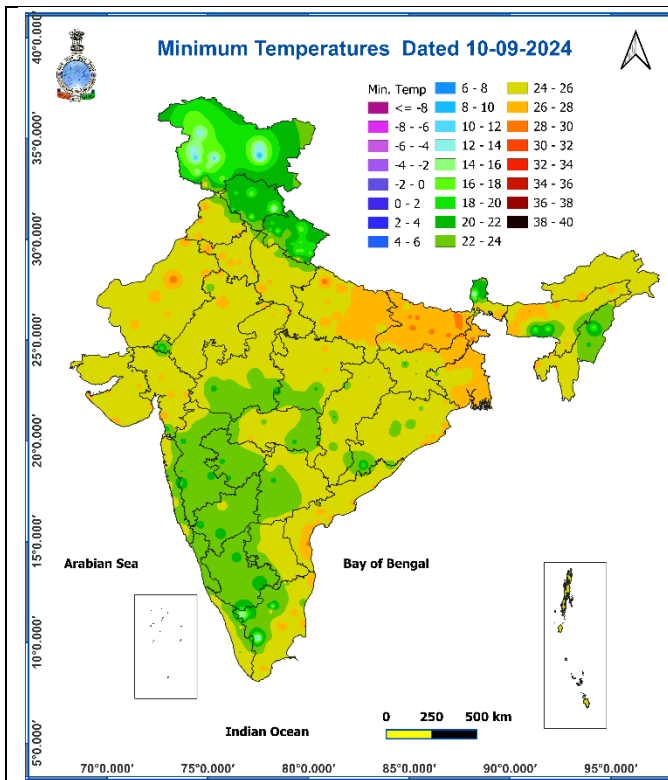 Minimum Temperatures Dated 10-09-2024
Min. Temp
<= -8
-8 - -6
-6 - -4
-4 - -2
-2 - 0
0 - 2
2 - 4
4 - 6
6 - 8
8 - 10
10 - 12
12 - 14
14 - 16
16 - 18
18 - 20
20 - 22
22 - 24
24 - 26
26 - 28
28 - 30
30 - 32
32 - 34
34 - 36
36 - 38
38 - 40
40°0.000'
35°0.000'
30°0.000'
25°0.000'
20°0.000'
15°0.000'
10°0.000'
5°0.000'
Arabian Sea
Bay of Bengal
Indian Ocean
0 250 500 km
70°0.000' 75°0.000' 80°0.000' 85°0.000' 90°0.000' 95°0.000'